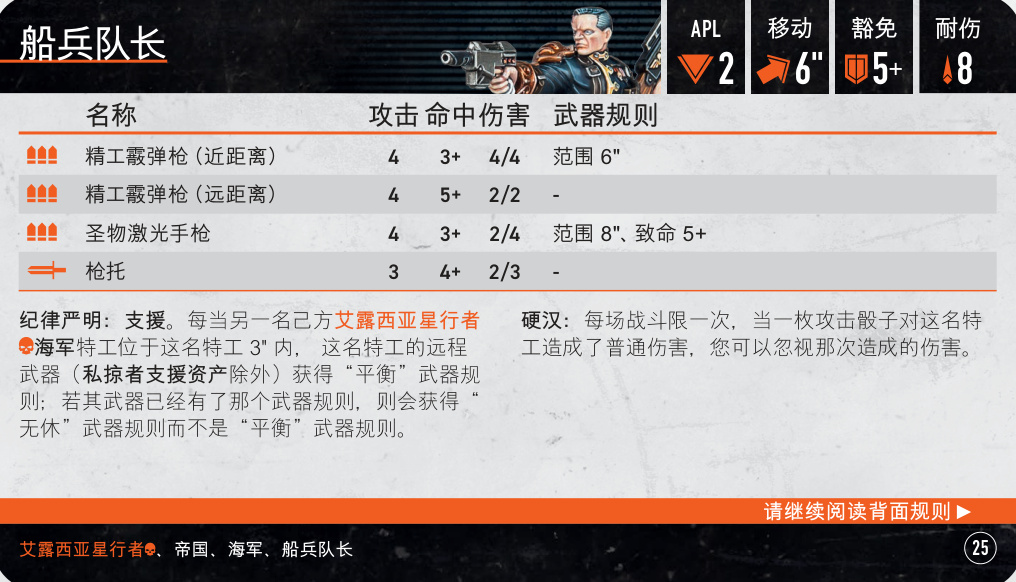 船兵队长
APL 移动 豁免 耐伤
2 6" 5+ 8
名称 攻击 命中 伤害 武器规则
精工霰弹枪（近距离） 4 3+ 4/4 范围 6"
精工霰弹枪（远距离） 4 5+ 2/2 -
圣物激光手枪 4 3+ 2/4 范围 8"、致命 5+
枪托 3 4+ 2/3 -
纪律严明：支援。每当另一名己方艾露西亚星行者
海军特工位于这名特工 3" 内， 这名特工的远程
武器（私掠者支援资产除外）获得“平衡”武器规
则；若其武器已经有了那个武器规则，则会获得“
无休”武器规则而不是“平衡”武器规则。
硬汉：每场战斗限一次，当一枚攻击骰子对这名特
工造成了普通伤害，您可以忽视那次造成的伤害。
请继续阅读背面规则▶
艾露西亚星行者、帝国、海军、船兵队长
25